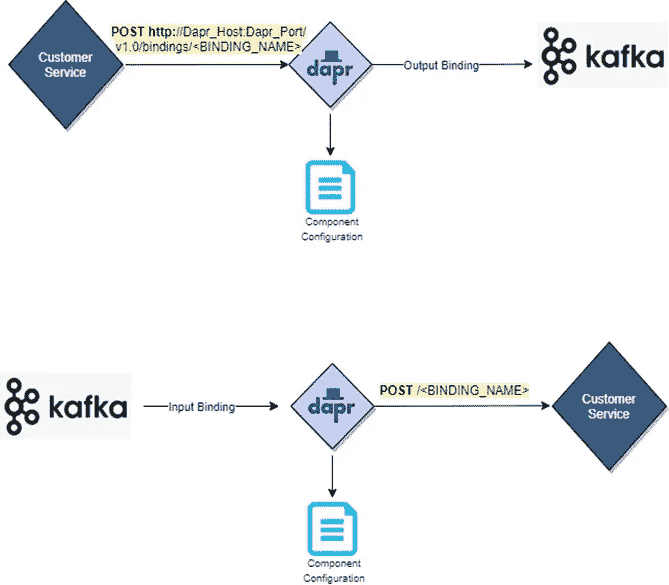 POST http://Dapr_Host:Dapr_Port/
v1.0/bindings/<BINDING_NAME>
Customer
Service
dapr
Output Binding
kafka
Component
Configuration
kafka
Input Binding
dapr
POST /<BINDING_NAME>
Customer
Service
Component
Configuration